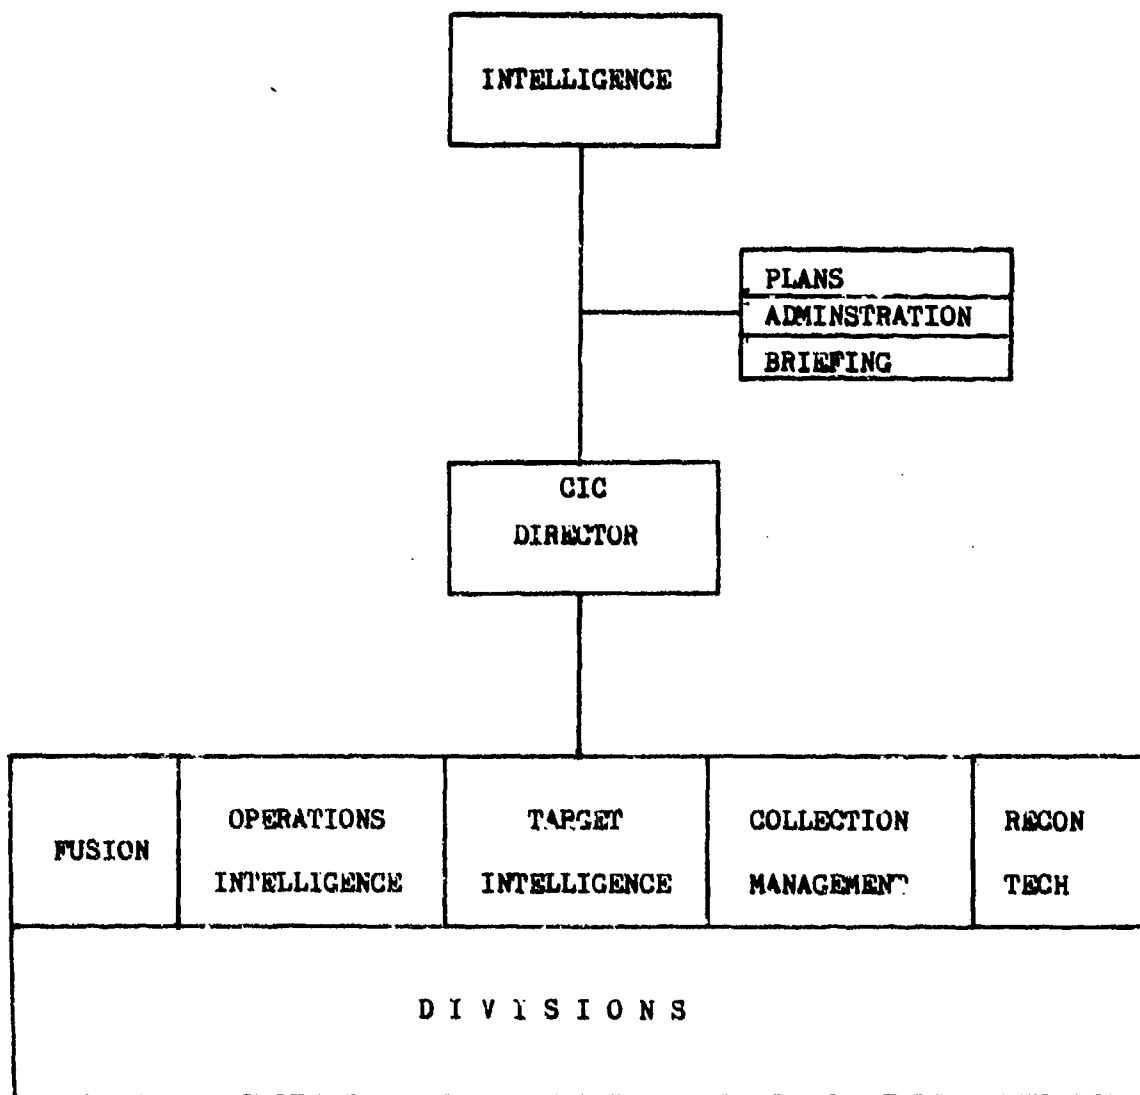 INTELLIGENCE
PLANS
ADMINSTRATION
BRIEFING
CIC
DIRECTOR
FUSION
OPERATIONS
INTELLIGENCE
TARGET
INTELLIGENCE
COLLECTION
MANAGEMENT
RECON
TECH
D I V I S I O N S